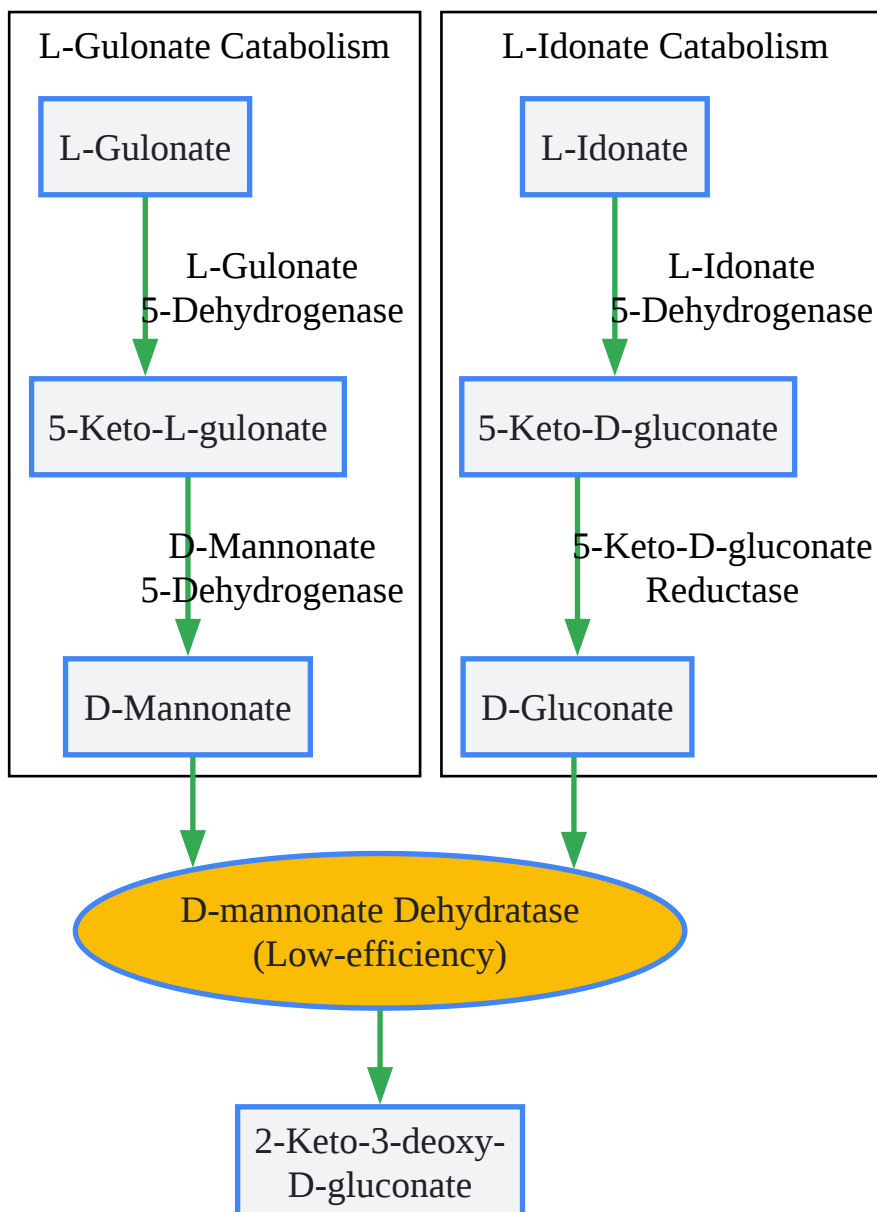 L-Gulonate Catabolism
L-Gulonate
L-Gulonate
5-Dehydrogenase
5-Keto-L-gulonate
D-Mannonate
5-Dehydrogenase
D-Mannonate
L-Idonate Catabolism
L-Idonate
L-Idonate
5-Dehydrogenase
5-Keto-D-gluconate
5-Keto-D-gluconate
Reductase
D-Gluconate
D-mannonate Dehydratase
(Low-efficiency)
2-Keto-3-deoxy-
D-gluconate